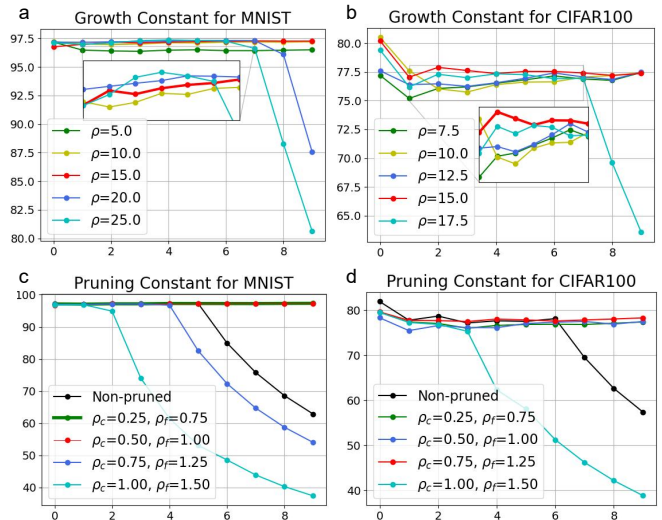 a
Growth Constant for MNIST
97.5
95.0
92.5
90.0
87.5
85.0
82.5
80.0
ρ=5.0
ρ=10.0
ρ=15.0
ρ=20.0
ρ=25.0
0 2 4 6 8
b
Growth Constant for CIFAR100
80.0
77.5
75.0
72.5
70.0
67.5
65.0
ρ=7.5
ρ=10.0
ρ=12.5
ρ=15.0
ρ=17.5
0 2 4 6 8
c
Pruning Constant for MNIST
100
90
80
70
60
50
40
Non-pruned
ρc=0.25, ρf=0.75
ρc=0.50, ρf=1.00
ρc=0.75, ρf=1.25
ρc=1.00, ρf=1.50
0 2 4 6 8
d
Pruning Constant for CIFAR100
80
70
60
50
40
Non-pruned
ρc=0.25, ρf=0.75
ρc=0.50, ρf=1.00
ρc=0.75, ρf=1.25
ρc=1.00, ρf=1.50
0 2 4 6 8